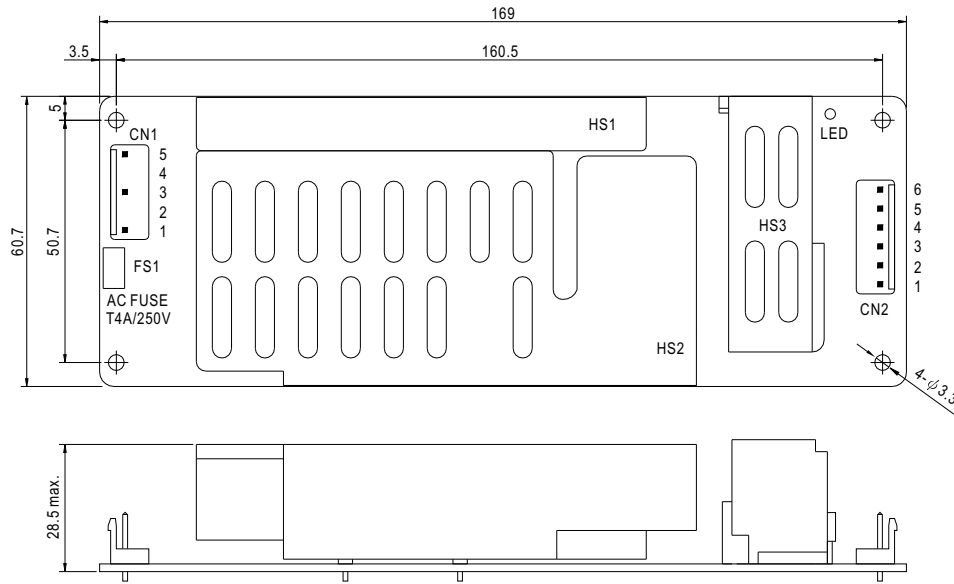 169
3.5
160.5
5
60.7
50.7
CN1
5
4
3
2
1
FS1
AC FUSE
T4A/250V
HS1
HS2
HS3
LED
6
5
4
3
2
1
CN2
4-ϕ3.3
28.5 max.